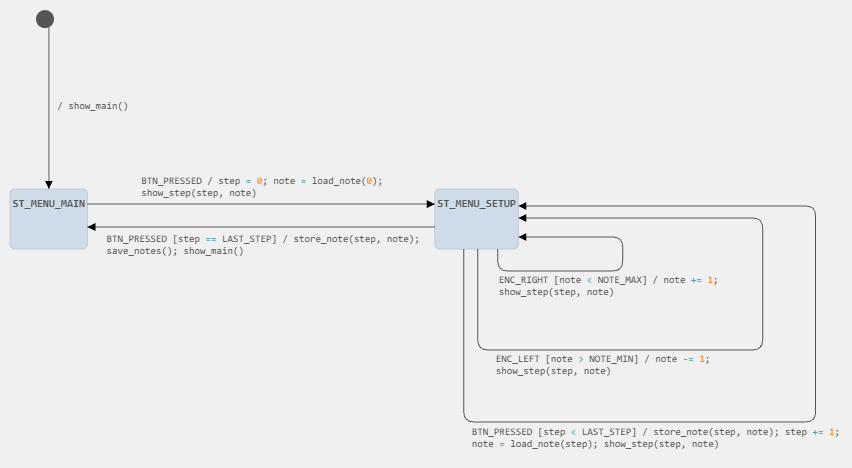 / show_main()
BTN_PRESSED / step = 0; note = load_note(0);
show_step(step, note)
ST_MENU_MAIN
ST_MENU_SETUP
BTN_PRESSED [step == LAST_STEP] / store_note(step, note);
save_notes(); show_main()
ENC_RIGHT [note < NOTE_MAX] / note += 1;
show_step(step, note)
ENC_LEFT [note > NOTE_MIN] / note -= 1;
show_step(step, note)
BTN_PRESSED [step < LAST_STEP] / store_note(step, note); step += 1;
note = load_note(step); show_step(step, note)